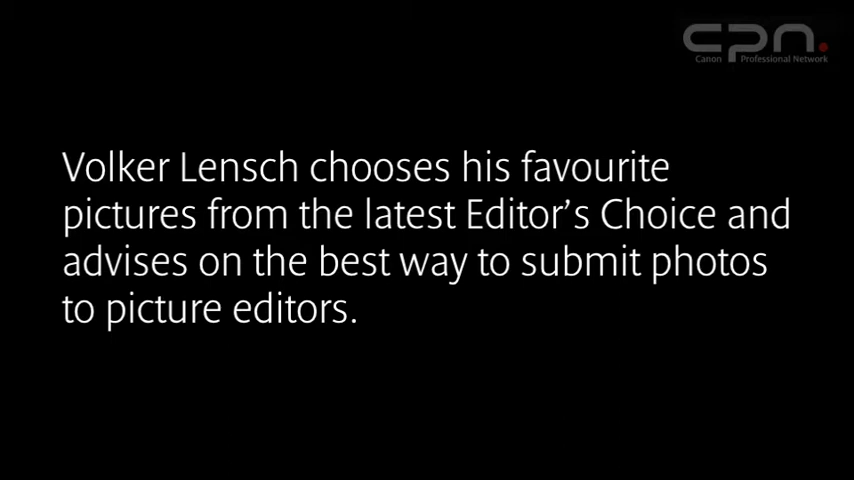 cpn.
Canon Professional Network
Volker Lensch chooses his favourite
pictures from the latest Editor’s Choice and
advises on the best way to submit photos
to picture editors.